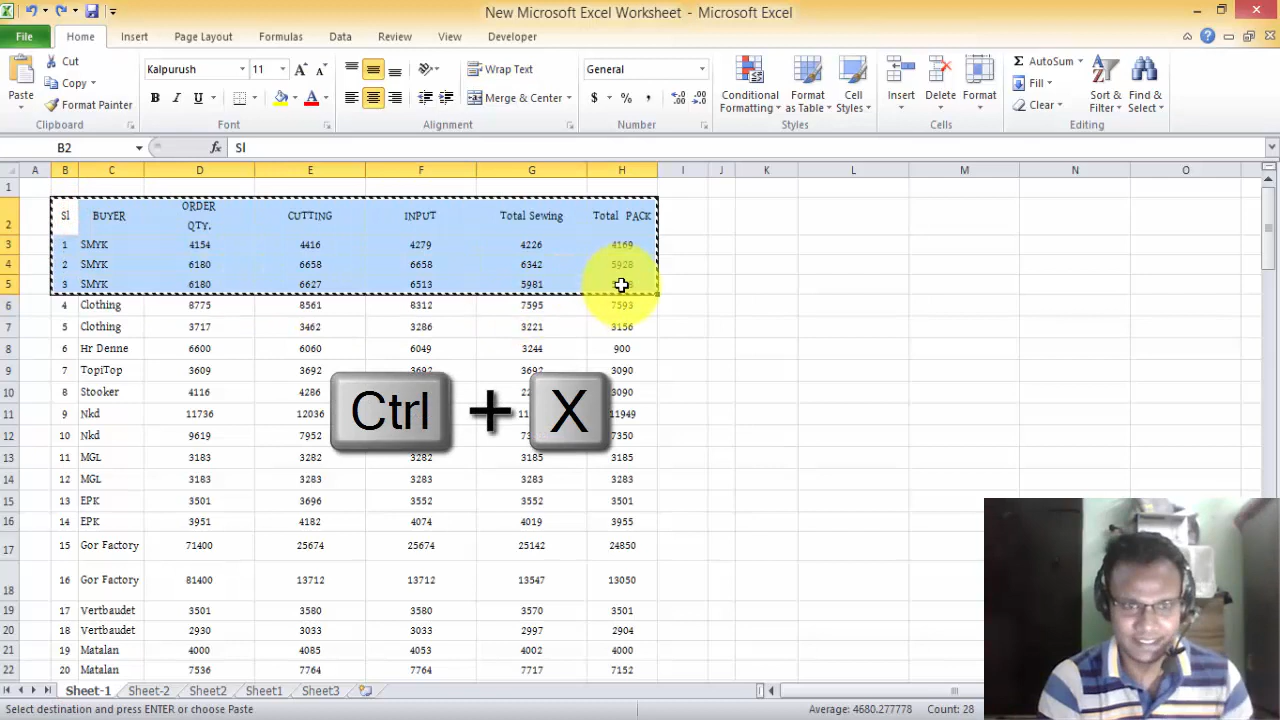 New Microsoft Excel Worksheet - Microsoft Excel
File Home Insert Page Layout Formulas Data Review View Developer
Paste
Cut
Copy
Format Painter
Clipboard
Kalpurush 11 A A
B I U A
Font
Wrap Text
Merge & Center
Alignment
General
$ % ,
Number
Conditional Formatting
Format as Table
Cell Styles
Styles
Insert Delete Format
Cells
Σ AutoSum
Fill
Clear
Sort & Filter
Find & Select
Editing
B2 fx Sl
A B C D E F G H I J K L M N O
1
2 Sl BUYER ORDER QTY. CUTTING INPUT Total Sewing Total PACK
3 1 SMYK 4154 4416 4279 4226 4169
4 2 SMYK 6180 6658 6658 6342 5928
5 3 SMYK 6180 6627 6513 5981
6 4 Clothing 8775 8561 8312 7595 7593
7 5 Clothing 3717 3462 3286 3221 3156
8 6 Hr Denne 6600 6060 6049 3244 900
9 7 TopiTop 3609 3692 3692 3692 3090
10 8 Stooker 4116 4286 3090
11 9 Nkd 11736 12036 11949
12 10 Nkd 9619 7952 7350
13 11 MGL 3183 3282 3282 3185 3185
14 12 MGL 3183 3283 3283 3283 3283
15 13 EPK 3501 3696 3552 3552 3501
16 14 EPK 3951 4182 4074 4019 3955
17 15 Gor Factory 71400 25674 25674 25142 24850
18 16 Gor Factory 81400 13712 13712 13547 13050
19 17 Vertbaudet 3501 3580 3580 3570 3501
20 18 Vertbaudet 2930 3033 3033 2997 2904
21 19 Matalan 4000 4085 4053 4002 4000
22 20 Matalan 7536 7764 7764 7717 7152
Ctrl + X
Sheet-1 Sheet-2 Sheet2 Sheet1 Sheet3
Select destination and press ENTER or choose Paste Average: 4680.277778 Count: 28